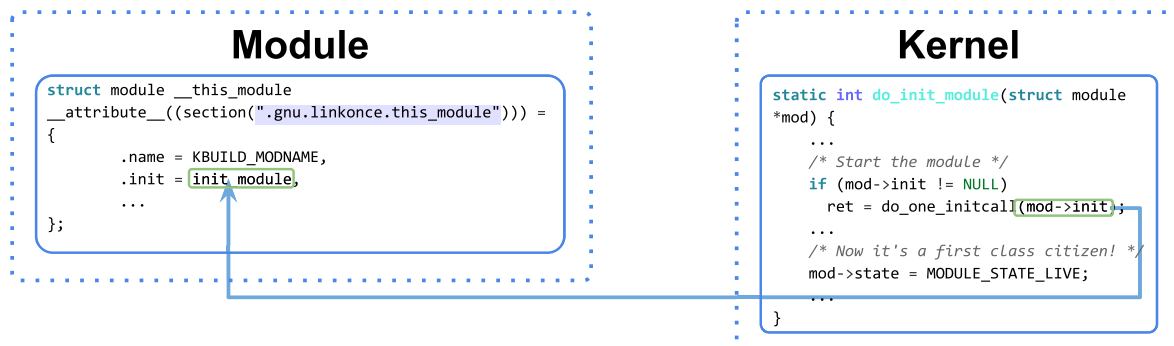 Module
struct module __this_module
__attribute__((section(".gnu.linkonce.this_module"))) =
{
.name = KBUILD_MODNAME,
.init = init_module,
...
};
Kernel
static int do_init_module(struct module
*mod) {
...
/* Start the module */
if (mod->init != NULL)
ret = do_one_initcall(mod->init);
...
/* Now it's a first class citizen! */
mod->state = MODULE_STATE_LIVE;
...
}